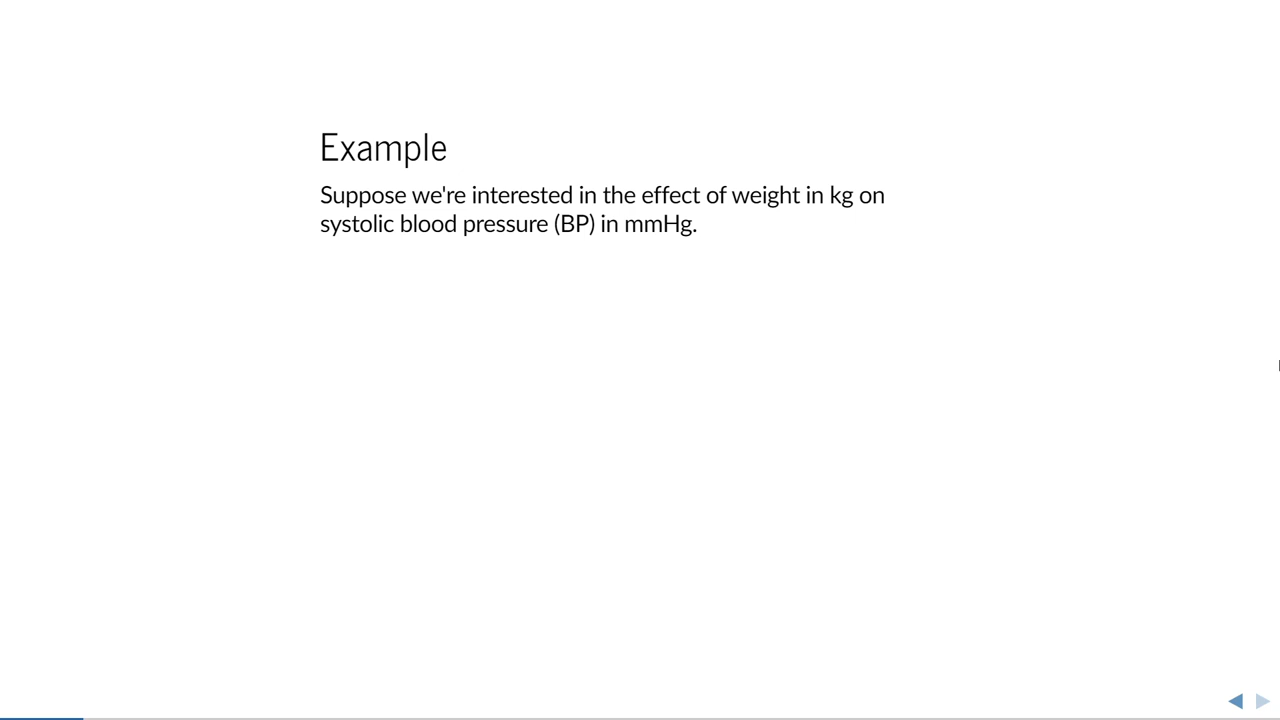 Example
Suppose we're interested in the effect of weight in kg on
systolic blood pressure (BP) in mmHg.